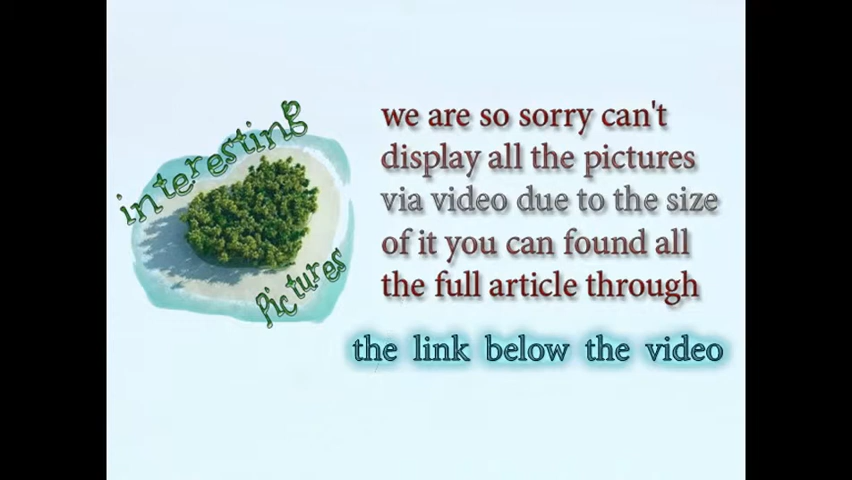 interesting
Pictures
we are so sorry can't
display all the pictures
via video due to the size
of it you can found all
the full article through
the link below the video